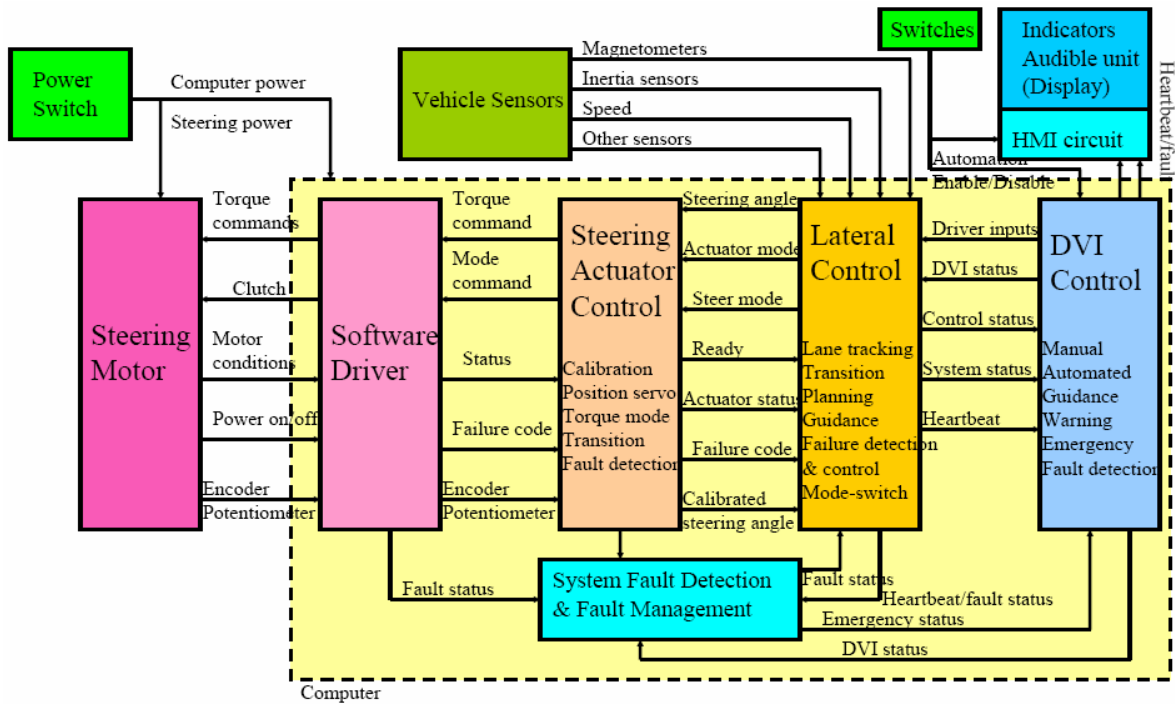 Power
Switch
Computer power
Steering power
Vehicle Sensors
Magnetometers
Inertia sensors
Speed
Other sensors
Switches
Indicators
Audible unit
(Display)
HMI circuit
Heartbeat/faul
Automation
Enable/Disable
Steering
Motor
Torque
commands
Clutch
Motor
conditions
Power on/off
Encoder
Potentiometer
Software
Driver
Torque
command
Mode
command
Status
Failure code
Encoder
Potentiometer
Steering
Actuator
Control
Calibration
Position servo
Torque mode
Transition
Fault detection
Steering angle
Actuator mode
Steer mode
Ready
Actuator status
Failure code
Calibrated
steering angle
Lateral
Control
Lane tracking
Transition
Planning
Guidance
Failure detection
& control
Mode-switch
Driver inputs
DVI status
Control status
System status
Heartbeat
DVI
Control
Manual
Automated
Guidance
Warning
Emergency
Fault detection
Fault status
System Fault Detection
& Fault Management
Fault status
Heartbeat/fault status
Emergency status
DVI status
Computer